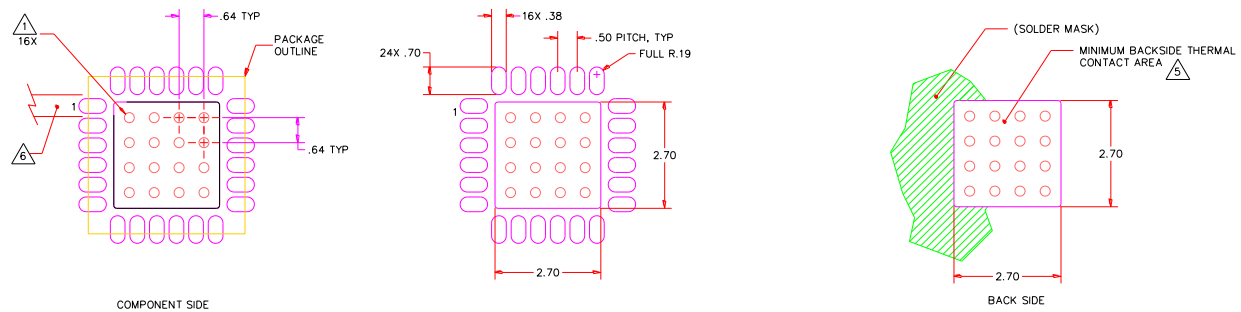 .64 TYP
1
16X
PACKAGE
OUTLINE
1
.64 TYP
6
COMPONENT SIDE
16X .38
.50 PITCH, TYP
24X .70
FULL R.19
1
2.70
2.70
(SOLDER MASK)
MINIMUM BACKSIDE THERMAL
CONTACT AREA
5
2.70
2.70
BACK SIDE